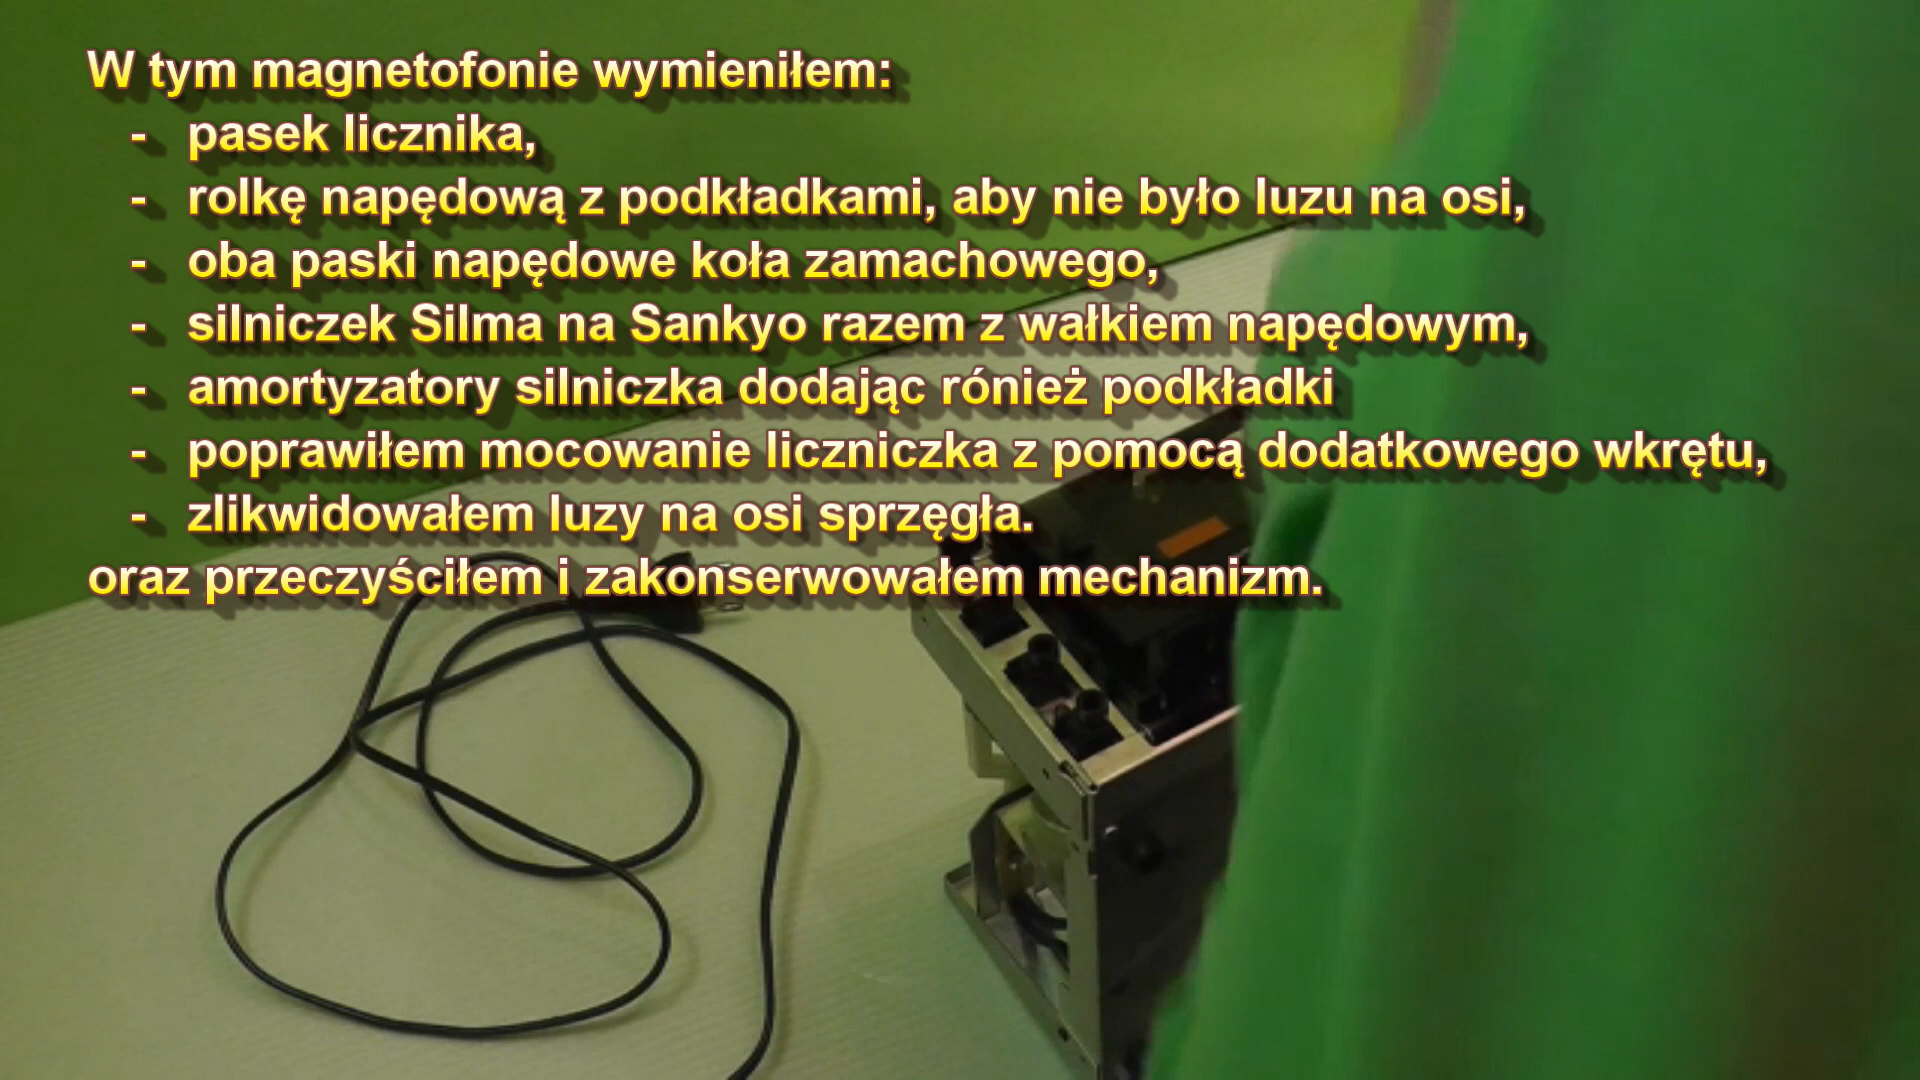 W tym magnetofonie wymieniłem:
- pasek licznika,
- rolkę napędową z podkładkami, aby nie było luzu na osi,
- oba paski napędowe koła zamachowego,
- silniczek Silma na Sankyo razem z wałkiem napędowym,
- amortyzatory silniczka dodając rónież podkładki
- poprawiłem mocowanie liczniczka z pomocą dodatkowego wkrętu,
- zlikwidowałem luzy na osi sprzęgła.
oraz przeczyściłem i zakonserwowałem mechanizm.